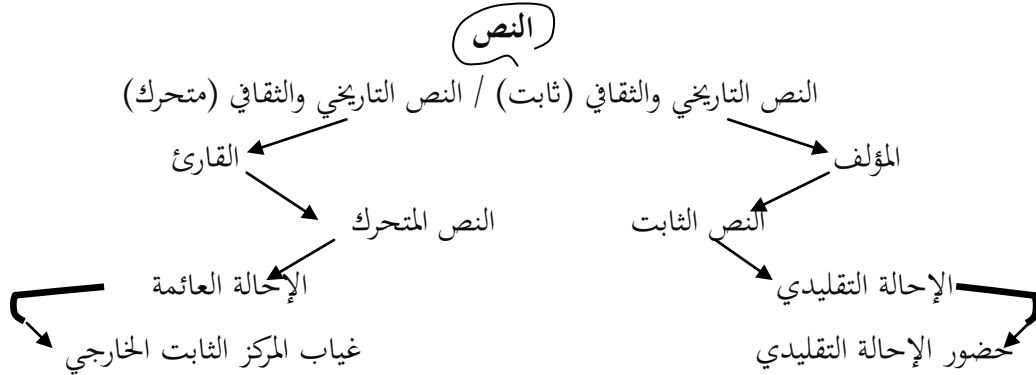 النص
النص التاريخي والثقافي (ثابت) / النص التاريخي والثقافي (متحرك)
المؤلف القارئ
النص الثابت النص المتحرك
الإحالة التقليدي الإحالة العائمة
حضور الإحالة التقليدي غياب المركز الثابت الخارجي